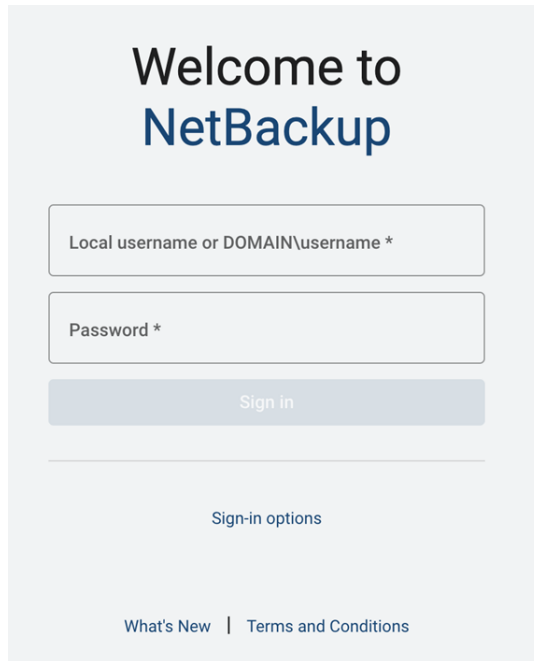 Welcome to
NetBackup
Local username or DOMAIN\username *
Password *
Sign in
Sign-in options
What's New | Terms and Conditions